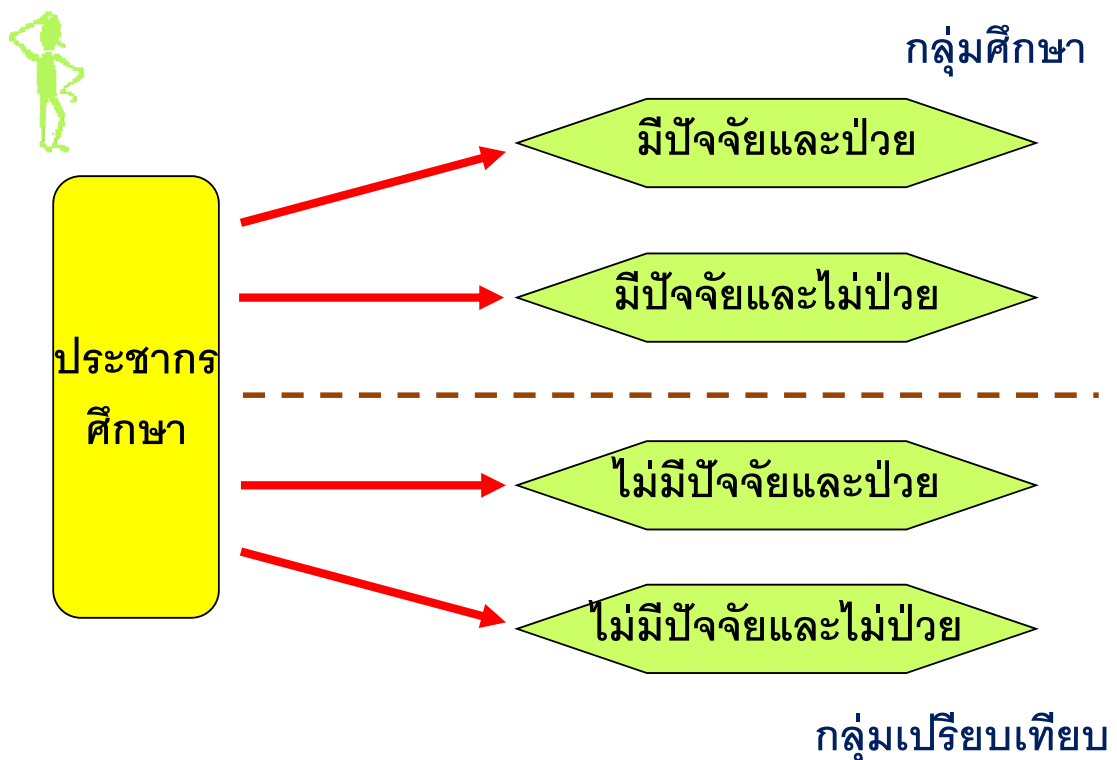 กลุ่มศึกษา
มีปัจจัยและป่วย
มีปัจจัยและไม่ป่วย
ประชากร
ศึกษา
ไม่มีปัจจัยและป่วย
ไม่มีปัจจัยและไม่ป่วย
กลุ่มเปรียบเทียบ